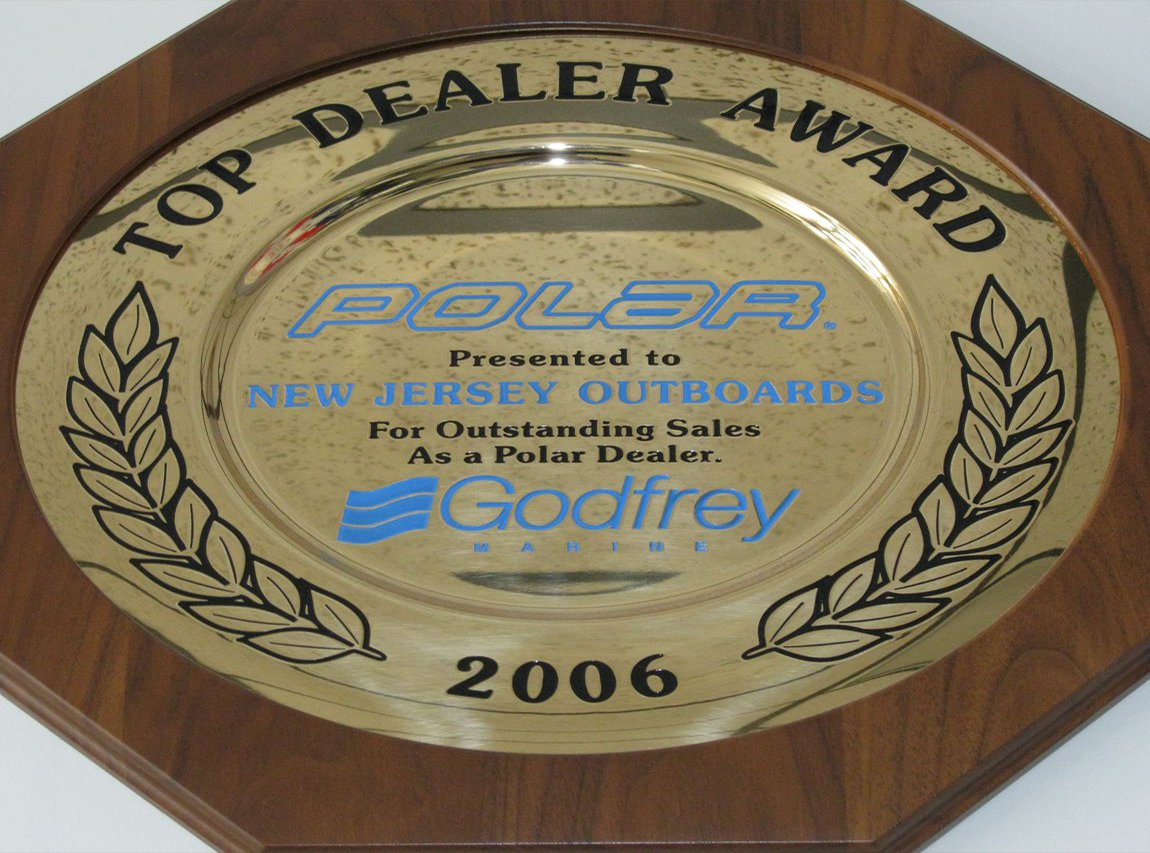 TOP DEALER AWARD
POLAR®
Presented to
NEW JERSEY OUTBOARDS
For Outstanding Sales
As a Polar Dealer.
Godfrey
MARINE
2006